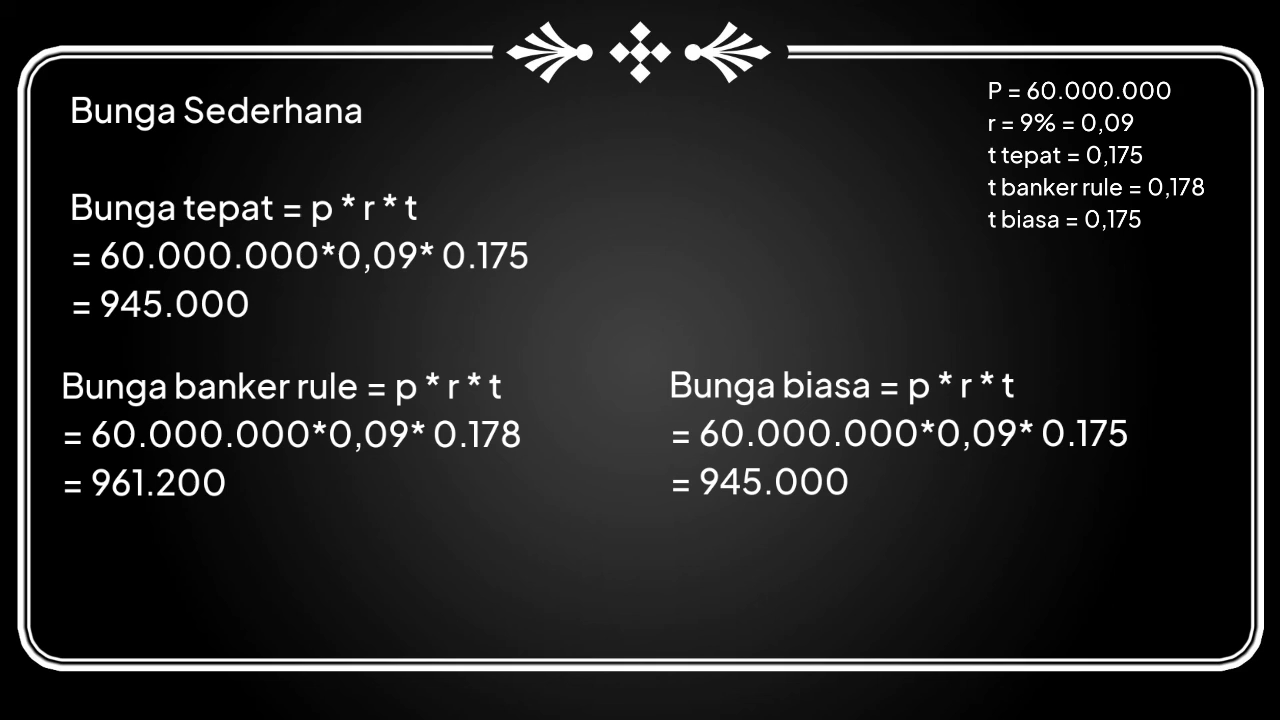 Bunga Sederhana
P = 60.000.000
r = 9% = 0,09
t tepat = 0,175
t banker rule = 0,178
t biasa = 0,175
Bunga tepat = p * r * t
= 60.000.000*0,09* 0.175
= 945.000
Bunga banker rule = p * r * t
= 60.000.000*0,09* 0.178
= 961.200
Bunga biasa = p * r * t
= 60.000.000*0,09* 0.175
= 945.000